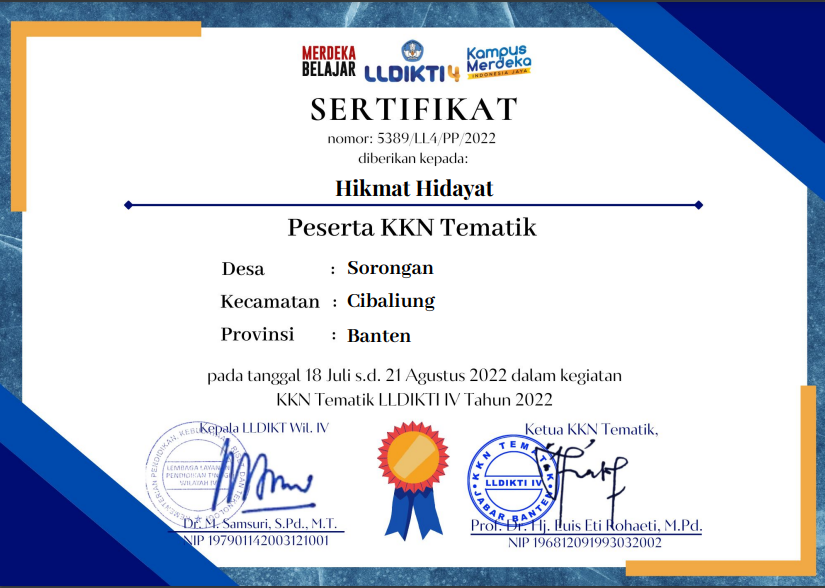 MERDEKA
BELAJAR
LLDIKTI 4
Kampus
Merdeka
INDONESIA JAYA
SERTIFIKAT
nomor: 5389/LL4/PP/2022
diberikan kepada:
Hikmat Hidayat
Peserta KKN Tematik
Desa : Sorongan
Kecamatan : Cibaliung
Provinsi : Banten
pada tanggal 18 Juli s.d. 21 Agustus 2022 dalam kegiatan
KKN Tematik LLDIKTI IV Tahun 2022
Kepala LLDIKT Wil. IV
LEMBAGA LAYANAN
PENDIDIKAN TINGGI
WILAYAH IV
Dr. M. Samsuri, S.Pd., M.T.
NIP 197901142003121001
Ketua KKN Tematik,
KKN TEMATIK
LLDIKTI IV
JABAR BANTEN
Prof. Dr. Hj. Euis Eti Rohaeti, M.Pd.
NIP 196812091993032002